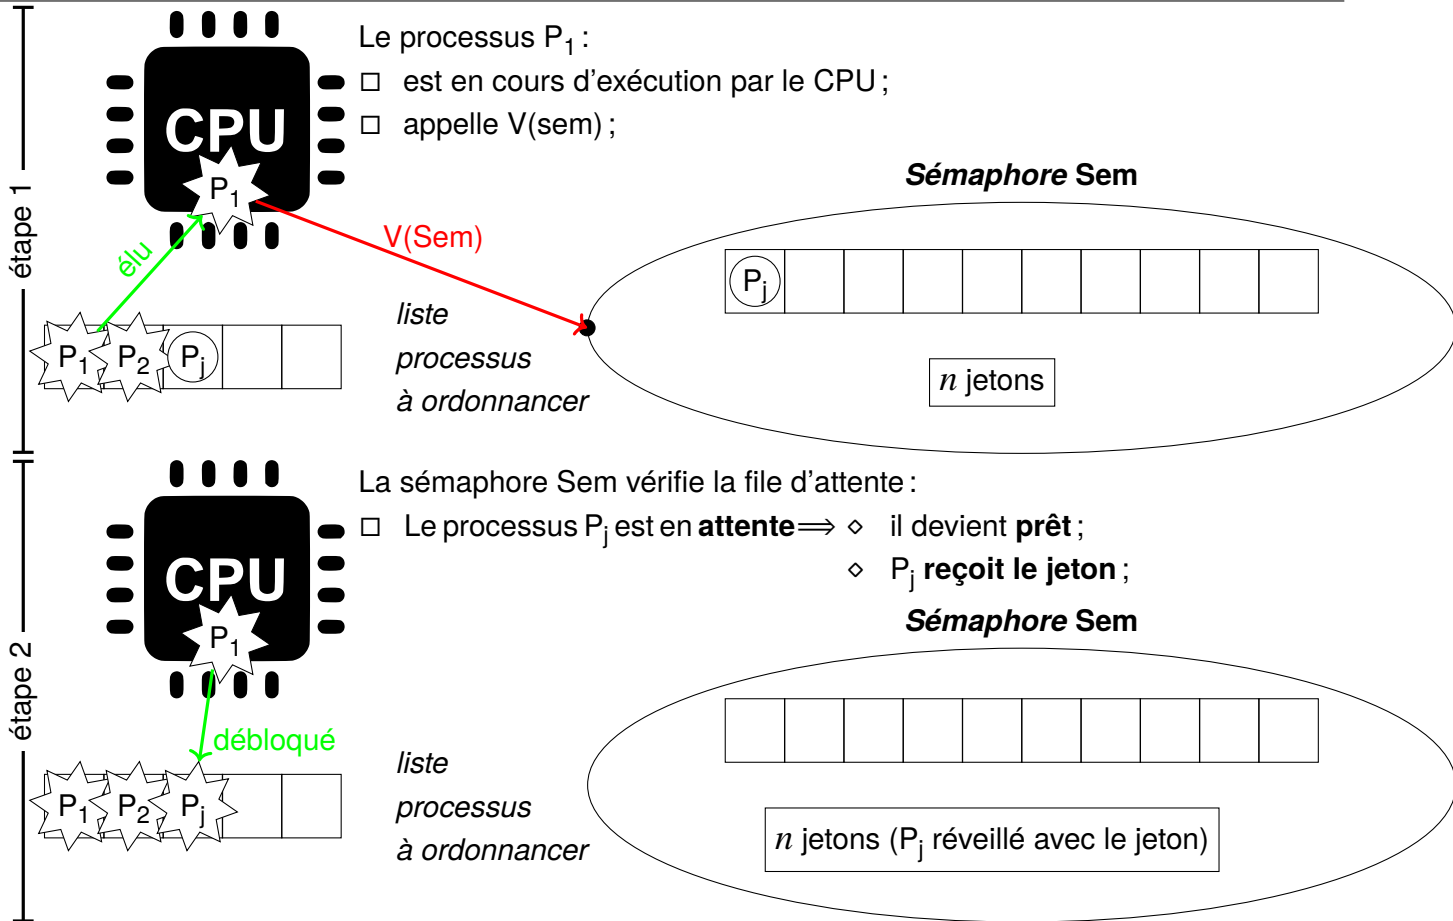 Le processus P1 :
□ est en cours d'exécution par le CPU ;
□ appelle V(sem) ;
CPU
P1
étape 1
élu
V(Sem)
Sémaphore Sem
Pj
n jetons
P1 P2 Pj
liste
processus
à ordonnancer
La sémaphore Sem vérifie la file d'attente :
□ Le processus Pj est en attente ⟹ ⋄ il devient prêt ;
⋄ Pj reçoit le jeton ;
CPU
P1
étape 2
débloqué
Sémaphore Sem
n jetons (Pj réveillé avec le jeton)
P1 P2 Pj
liste
processus
à ordonnancer